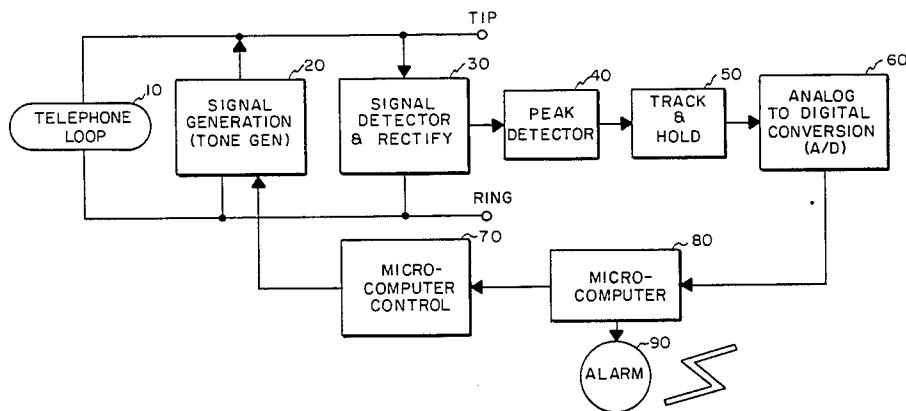 TIP
10
TELEPHONE
LOOP
20
SIGNAL
GENERATION
(TONE GEN)
30
SIGNAL
DETECTOR
& RECTIFY
40
PEAK
DETECTOR
50
TRACK
&
HOLD
60
ANALOG
TO DIGITAL
CONVERSION
(A/D)
RING
70
MICRO-
COMPUTER
CONTROL
80
MICRO-
COMPUTER
90
ALARM